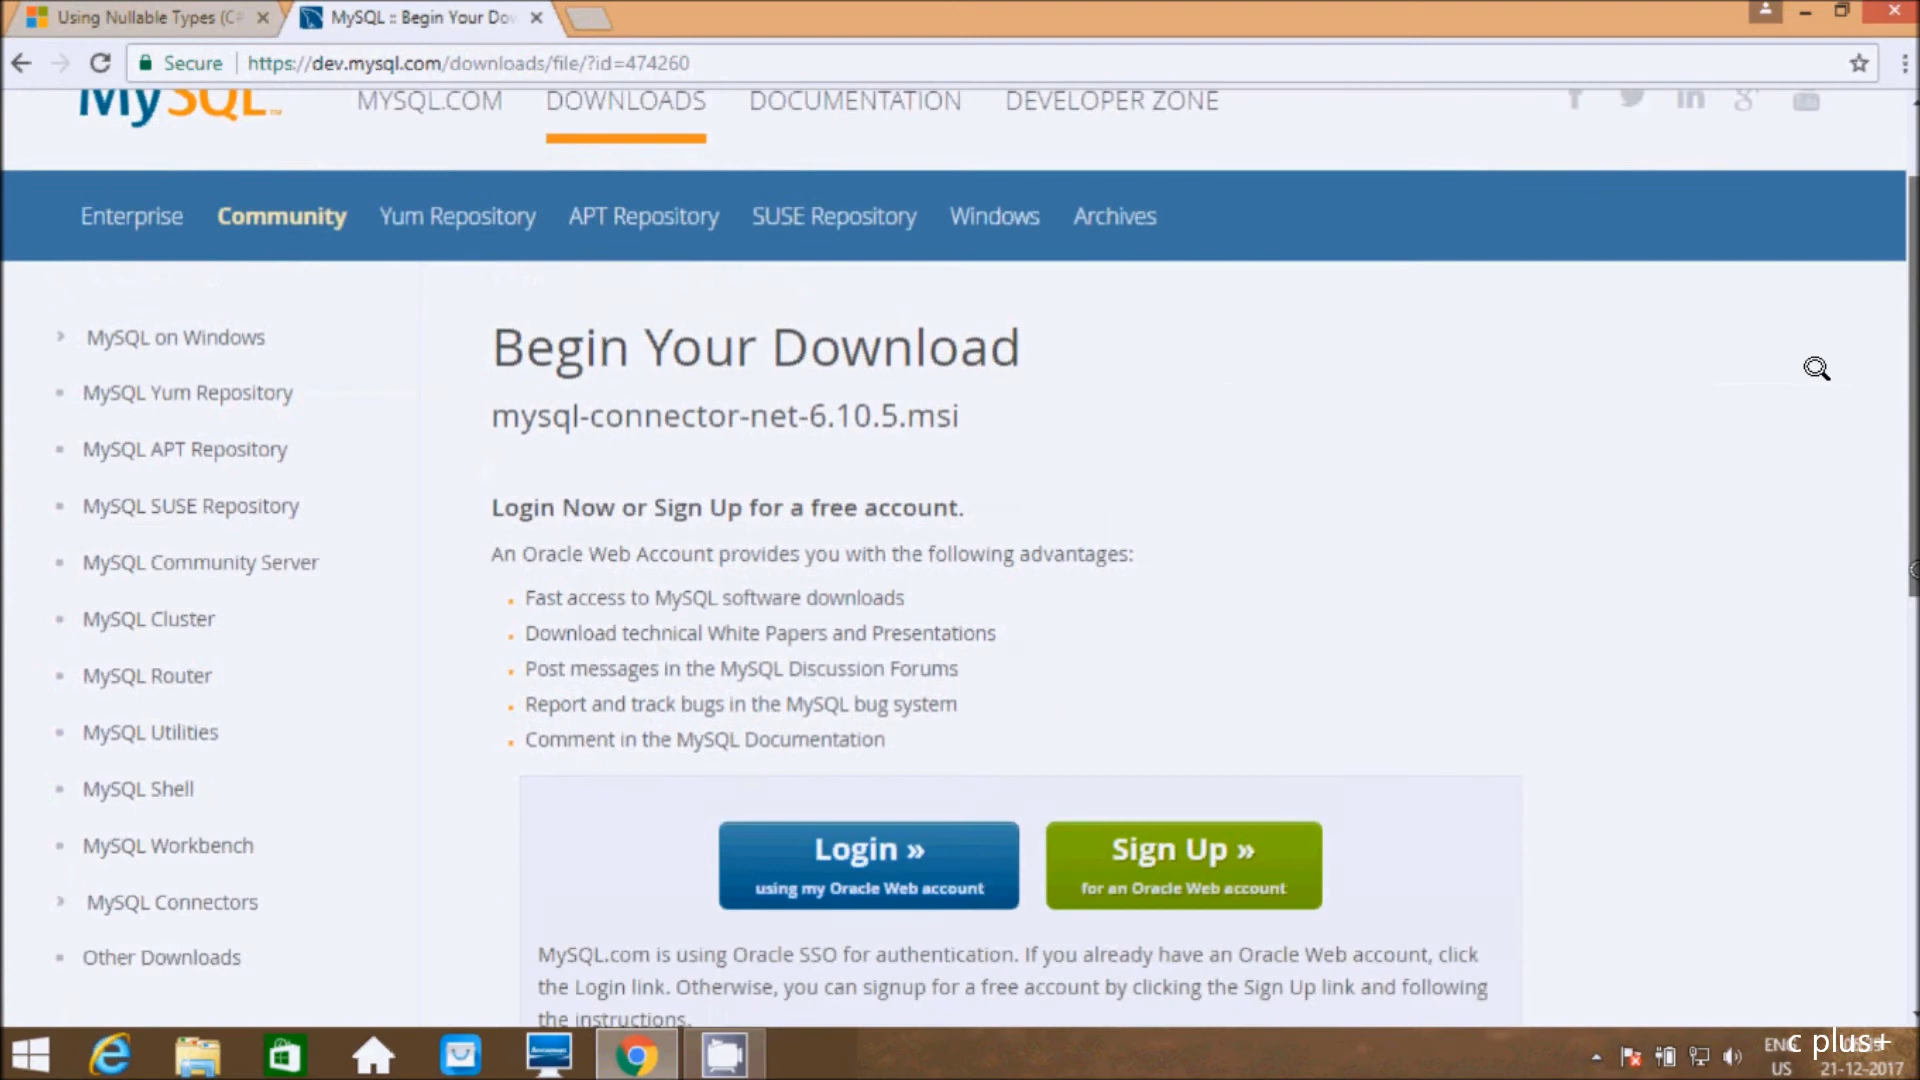 Using Nullable Types (C#
MySQL :: Begin Your Dow
Secure
https://dev.mysql.com/downloads/file/?id=474260
MySQL™
MYSQL.COM
DOWNLOADS
DOCUMENTATION
DEVELOPER ZONE
Enterprise
Community
Yum Repository
APT Repository
SUSE Repository
Windows
Archives
MySQL on Windows
MySQL Yum Repository
MySQL APT Repository
MySQL SUSE Repository
MySQL Community Server
MySQL Cluster
MySQL Router
MySQL Utilities
MySQL Shell
MySQL Workbench
MySQL Connectors
Other Downloads
Begin Your Download
mysql-connector-net-6.10.5.msi
Login Now or Sign Up for a free account.
An Oracle Web Account provides you with the following advantages:
Fast access to MySQL software downloads
Download technical White Papers and Presentations
Post messages in the MySQL Discussion Forums
Report and track bugs in the MySQL bug system
Comment in the MySQL Documentation
Login »
using my Oracle Web account
Sign Up »
for an Oracle Web account
MySQL.com is using Oracle SSO for authentication. If you already have an Oracle Web account, click
the Login link. Otherwise, you can signup for a free account by clicking the Sign Up link and following
the instructions.
ENG
US
c plus+
21-12-2017